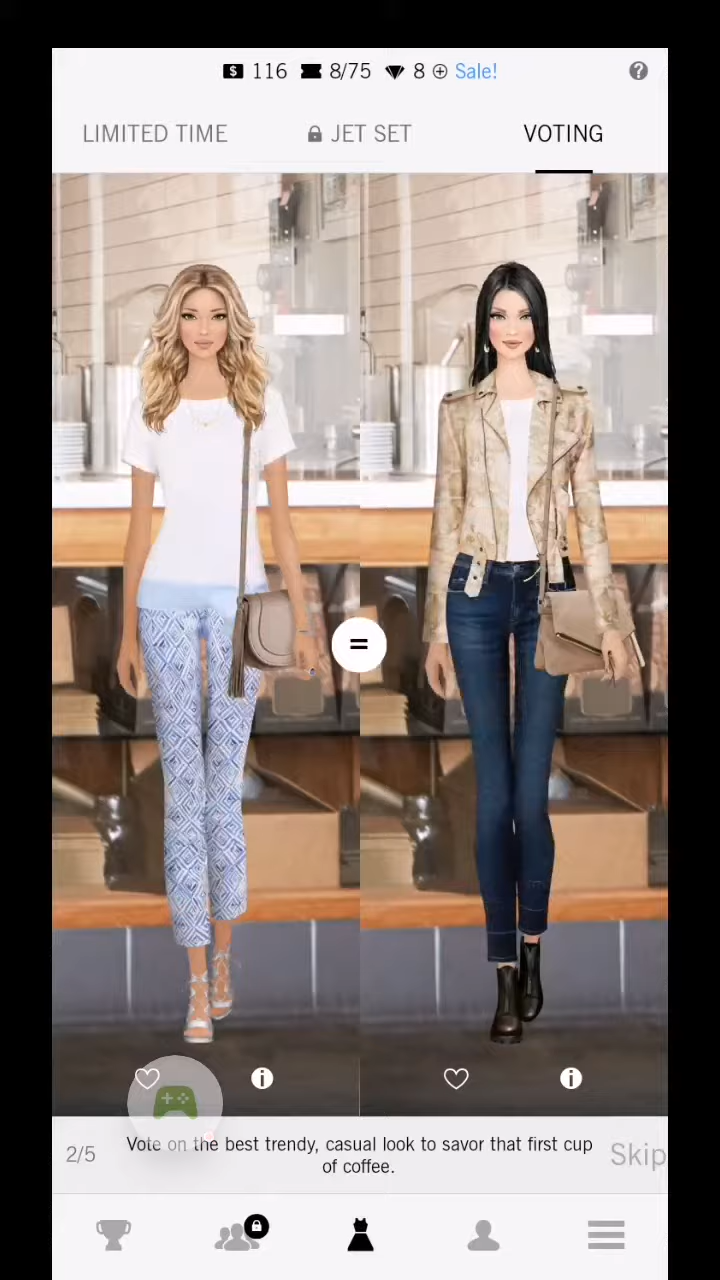 $ 116 8/75 8 Sale! ?
LIMITED TIME JET SET VOTING
=
i i
2/5 Vote on the best trendy, casual look to savor that first cup of coffee. Skip